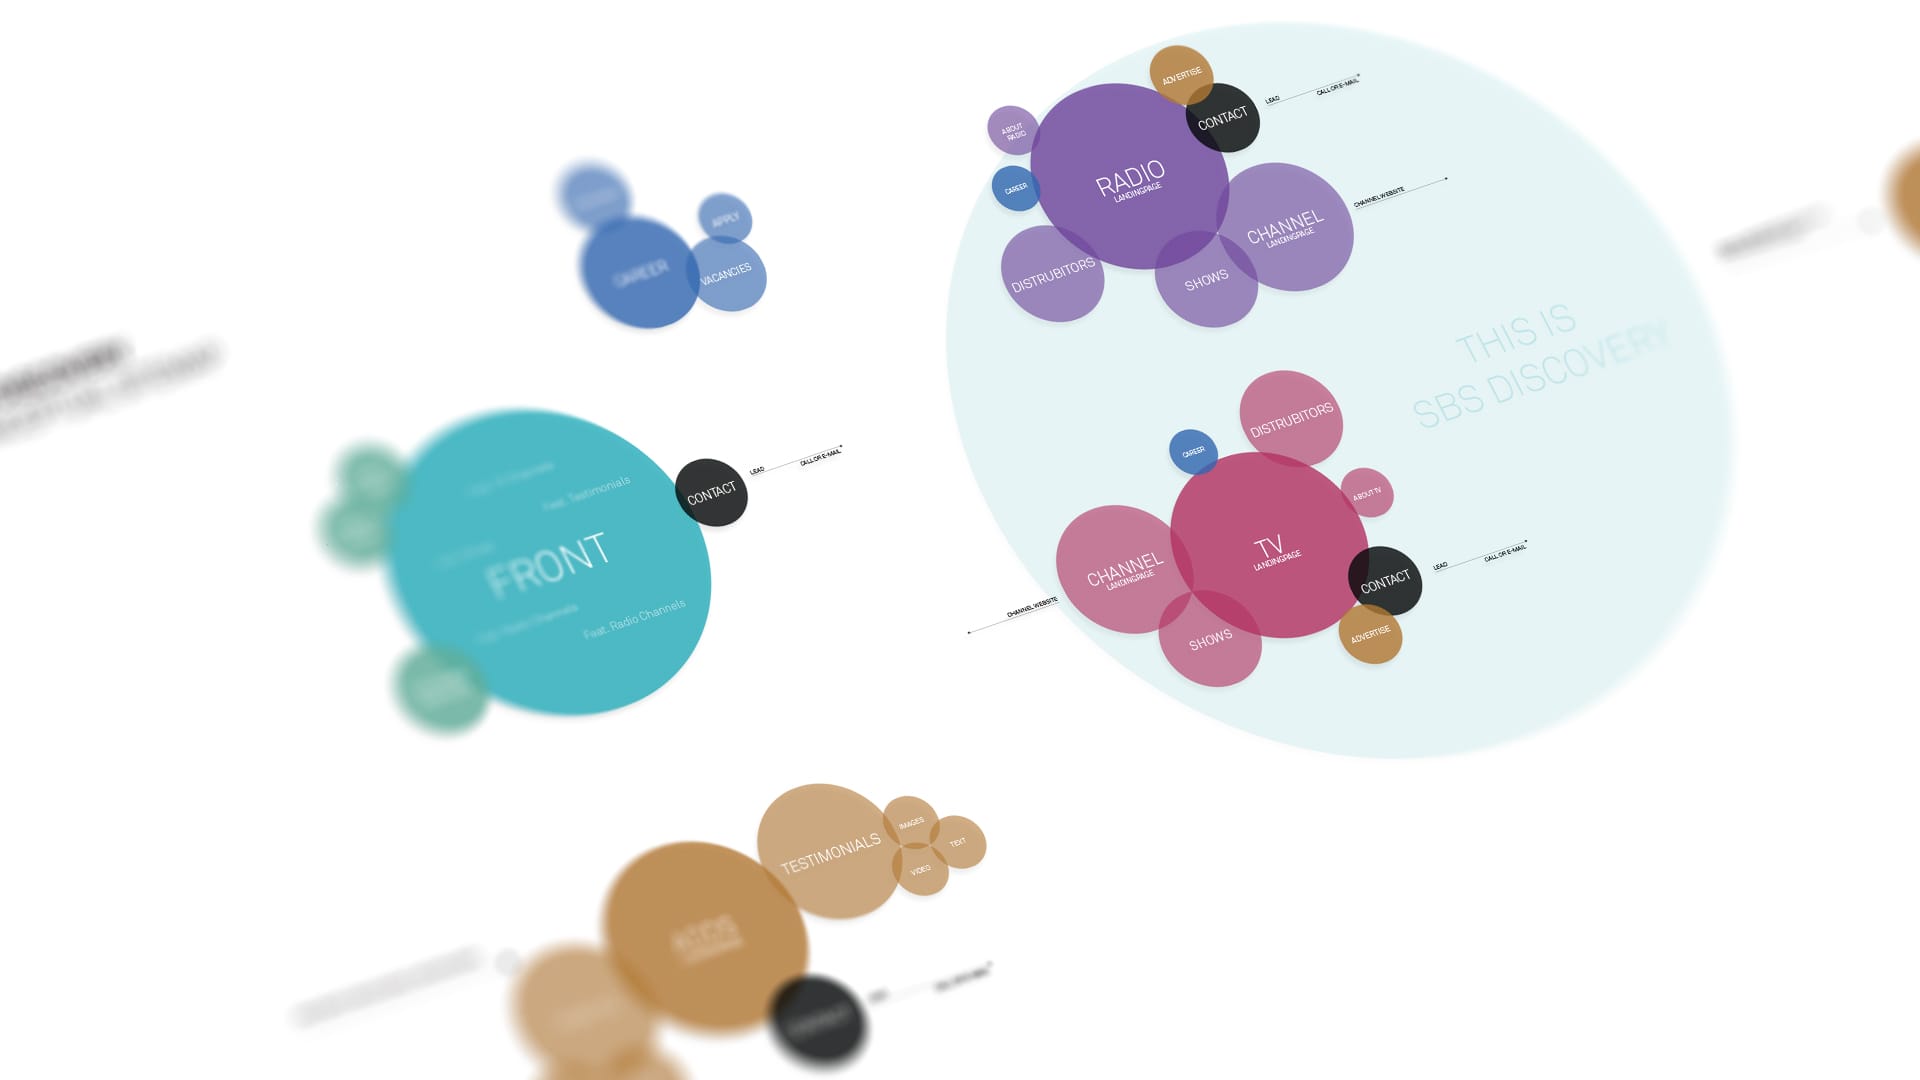 ADVERTISE
CONTACT
LEAD
CALL OR E-MAIL
ABOUT
RADIO
CAREER
RADIO
LANDINGPAGE
CHANNEL
LANDINGPAGE
CHANNEL WEBSITE
DISTRUBITORS
SHOWS
APPLY
CAREER
VACANCIES
THIS IS
SBS DISCOVERY
DISTRUBITORS
CAREER
ABOUT TV
TV
LANDINGPAGE
CHANNEL
LANDINGPAGE
CHANNEL WEBSITE
SHOWS
CONTACT
LEAD
CALL OR E-MAIL
ADVERTISE
Feat. Testimonials
FRONT
Feat. Radio Channels
CONTACT
LEAD
CALL OR E-MAIL
TESTIMONIALS
IMAGES
TEXT
VIDEO